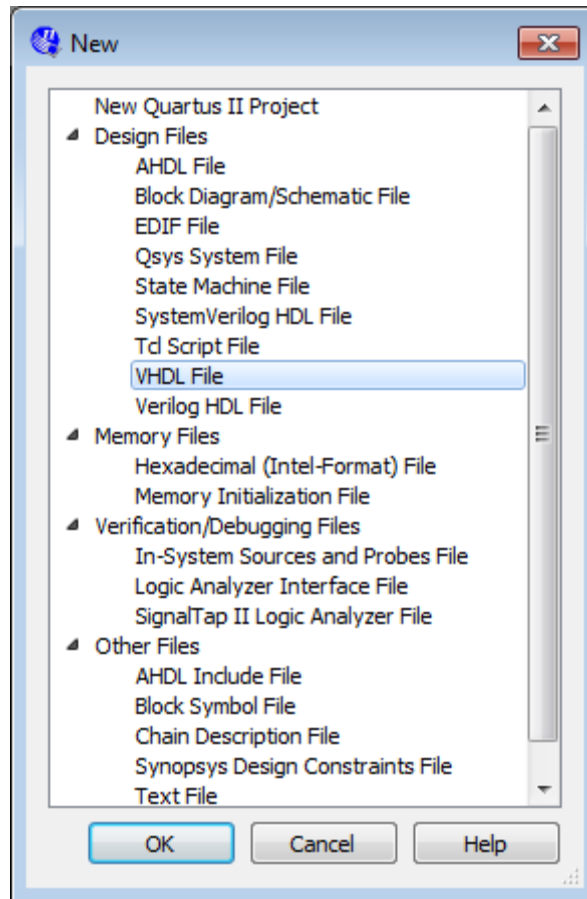 New
New Quartus II Project
Design Files
AHDL File
Block Diagram/Schematic File
EDIF File
Qsys System File
State Machine File
SystemVerilog HDL File
Tcl Script File
VHDL File
Verilog HDL File
Memory Files
Hexadecimal (Intel-Format) File
Memory Initialization File
Verification/Debugging Files
In-System Sources and Probes File
Logic Analyzer Interface File
SignalTap II Logic Analyzer File
Other Files
AHDL Include File
Block Symbol File
Chain Description File
Synopsys Design Constraints File
Text File
OK Cancel Help